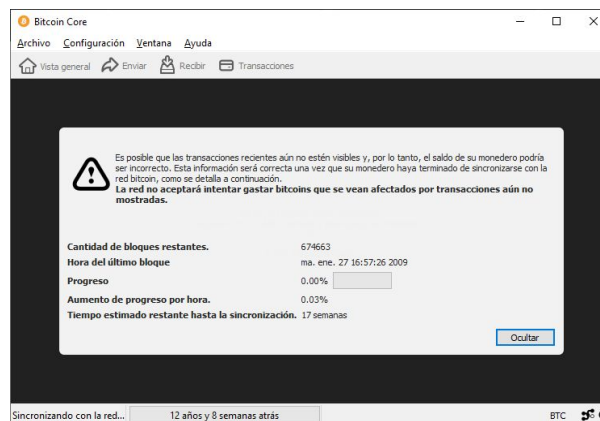 Bitcoin Core
Archivo Configuración Ventana Ayuda
Vista general Enviar Recibir Transacciones
Es posible que las transacciones recientes aún no estén visibles y, por lo tanto, el saldo de su monedero podría
ser incorrecto. Esta información será correcta una vez que su monedero haya terminado de sincronizarse con la
red bitcoin, como se detalla a continuación.
La red no aceptará intentar gastar bitcoins que se vean afectados por transacciones aún no
mostradas.
Cantidad de bloques restantes. 674663
Hora del último bloque ma. ene. 27 16:57:26 2009
Progreso 0.00%
Aumento de progreso por hora. 0.03%
Tiempo estimado restante hasta la sincronización. 17 semanas
Ocultar
Sincronizando con la red... 12 años y 8 semanas atrás BTC